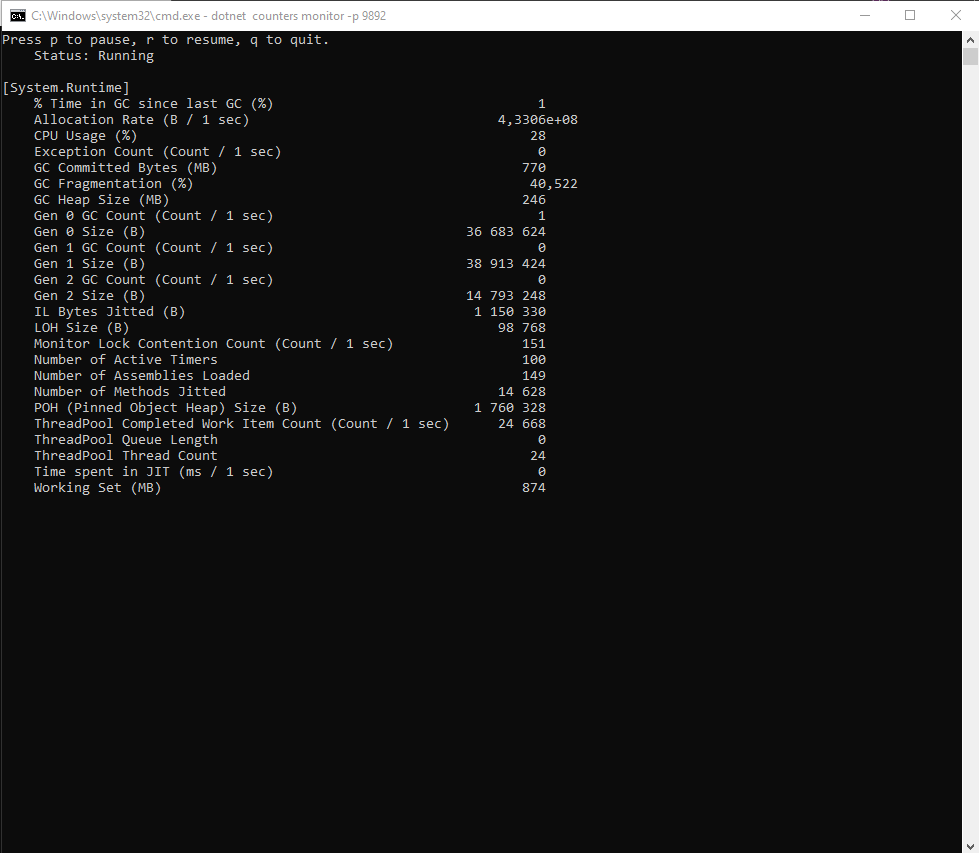 C:\Windows\system32\cmd.exe - dotnet  counters monitor -p 9892
Press p to pause, r to resume, q to quit.
    Status: Running

[System.Runtime]
    % Time in GC since last GC (%)                                 1
    Allocation Rate (B / 1 sec)                               4,3306e+08
    CPU Usage (%)                                                 28
    Exception Count (Count / 1 sec)                                0
    GC Committed Bytes (MB)                                      770
    GC Fragmentation (%)                                          40,522
    GC Heap Size (MB)                                            246
    Gen 0 GC Count (Count / 1 sec)                                 1
    Gen 0 Size (B)                                        36 683 624
    Gen 1 GC Count (Count / 1 sec)                                 0
    Gen 1 Size (B)                                        38 913 424
    Gen 2 GC Count (Count / 1 sec)                                 0
    Gen 2 Size (B)                                        14 793 248
    IL Bytes Jitted (B)                                    1 150 330
    LOH Size (B)                                              98 768
    Monitor Lock Contention Count (Count / 1 sec)                151
    Number of Active Timers                                      100
    Number of Assemblies Loaded                                  149
    Number of Methods Jitted                                  14 628
    POH (Pinned Object Heap) Size (B)                      1 760 328
    ThreadPool Completed Work Item Count (Count / 1 sec)      24 668
    ThreadPool Queue Length                                        0
    ThreadPool Thread Count                                       24
    Time spent in JIT (ms / 1 sec)                                 0
    Working Set (MB)                                             874